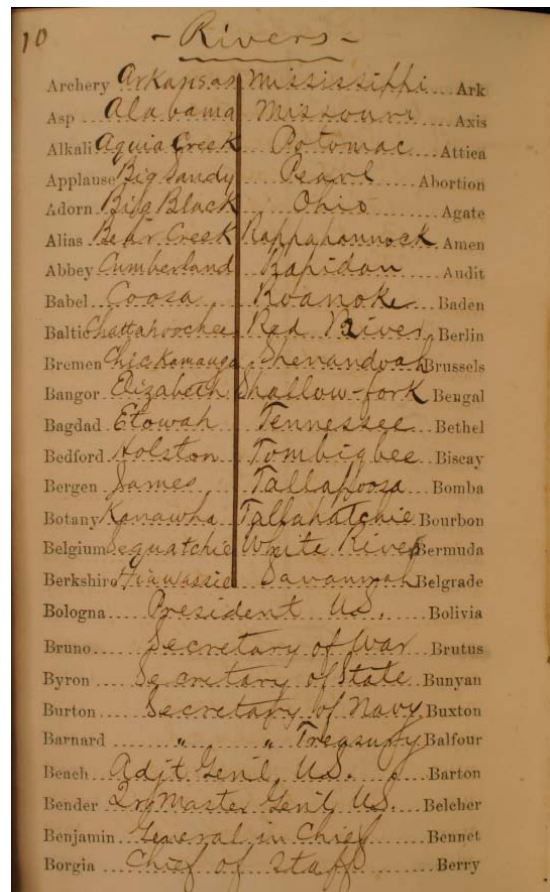 10
- Rivers -
Archery Arkansas Mississippi Ark
Asp Alabama Missouri Axis
Alkali Aquia Creek Potomac Attica
Applause Big Sandy Pearl Abortion
Adorn Big Black Ohio Agate
Alias Bear Creek Rappahannock Amen
Abbey Cumberland Rapidan Audit
Babel Coosa Roanoke Baden
Baltic Chattahoochee Red River Berlin
Bremen Chickamauga Shenandoah Brussels
Bangor Elizabeth Shallow-fork Bengal
Bagdad Etowah Tennessee Bethel
Bedford Holston Tombigbee Biscay
Bergen James Tallapoosa Bomba
Botany Kanawha Tallahatchie Bourbon
Belgium Sequatchie White River Bermuda
Berkshire Hiawassie Savannah Belgrade
Bologna President US. Bolivia
Bruno Secretary of War Brutus
Byron Secretary of State Bunyan
Burton Secretary of Navy Buxton
Barnard " " Treasury Balfour
Beach Adjt. Gen'l, U.S. Barton
Bender Qr. Master Gen'l U.S. Belcher
Benjamin General in Chief Bennet
Borgia Chief of Staff Berry